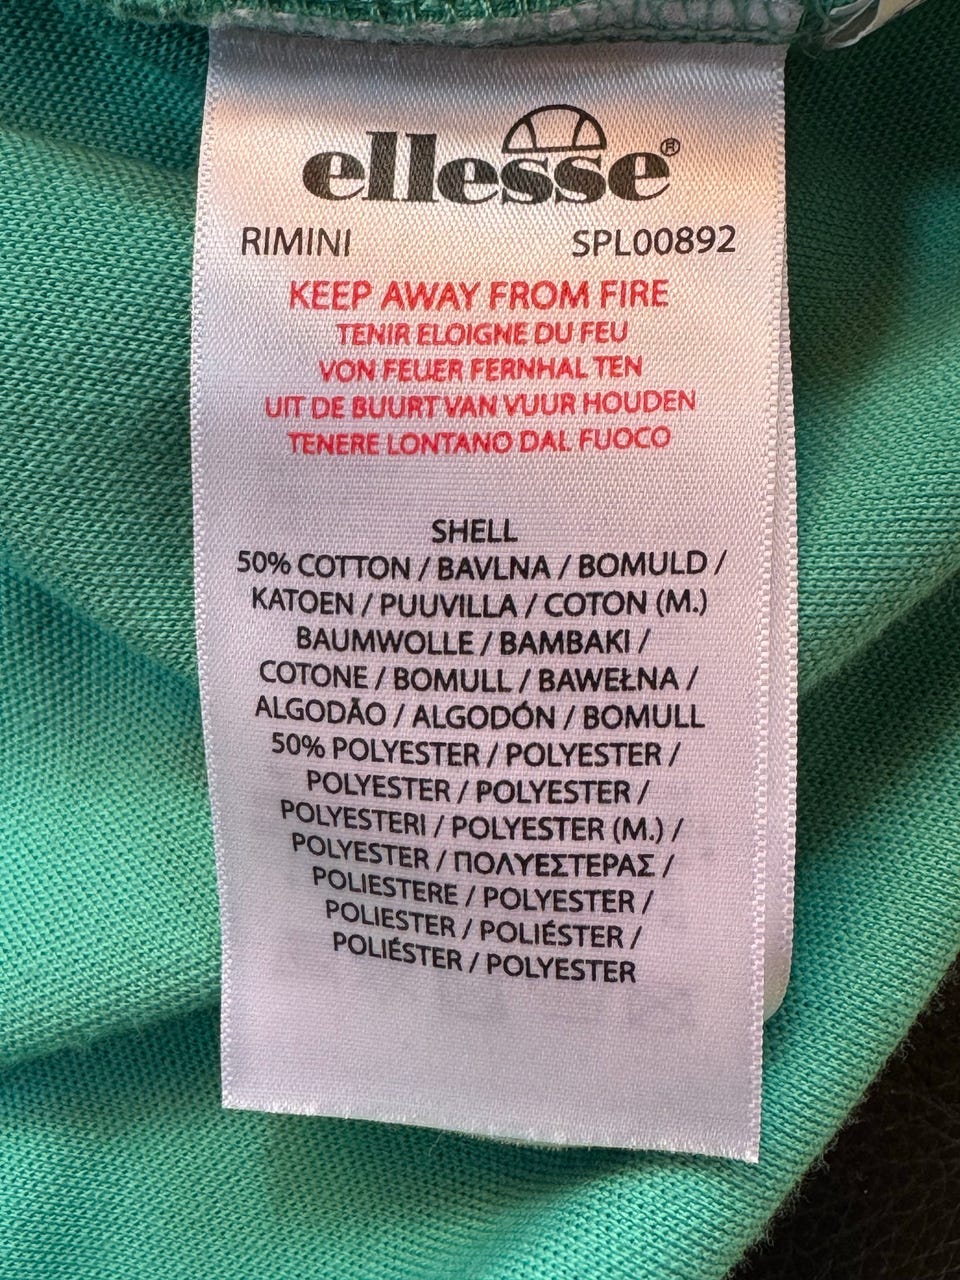 ellesse®
RIMINI SPL00892
KEEP AWAY FROM FIRE
TENIR ELOIGNE DU FEU
VON FEUER FERNHAL TEN
UIT DE BUURT VAN VUUR HOUDEN
TENERE LONTANO DAL FUOCO
SHELL
50% COTTON / BAVLNA / BOMULD /
KATOEN / PUUVILLA / COTON (M.)
BAUMWOLLE / BAMBAKI /
COTONE / BOMULL / BAWEŁNA /
ALGODÃO / ALGODÓN / BOMULL
50% POLYESTER / POLYESTER /
POLYESTER / POLYESTER /
POLYESTERI / POLYESTER (M.) /
POLYESTER / ΠΟΛΥΕΣΤΕΡΑΣ /
POLIESTERE / POLYESTER /
POLIESTER / POLIÉSTER /
POLIÉSTER / POLYESTER